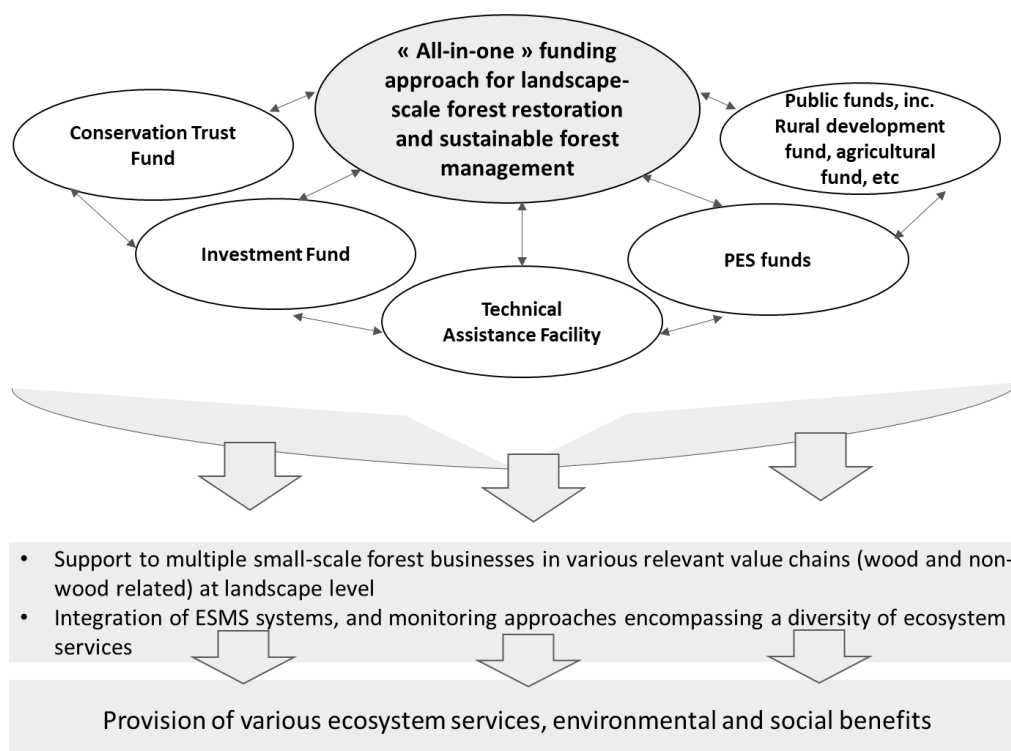 « All-in-one » funding
approach for landscape-
scale forest restoration
and sustainable forest
management
Conservation Trust
Fund
Public funds, inc.
Rural development
fund, agricultural
fund, etc
Investment Fund
PES funds
Technical
Assistance Facility
• Support to multiple small-scale forest businesses in various relevant value chains (wood and non-
wood related) at landscape level
• Integration of ESMS systems, and monitoring approaches encompassing a diversity of ecosystem
services
Provision of various ecosystem services, environmental and social benefits